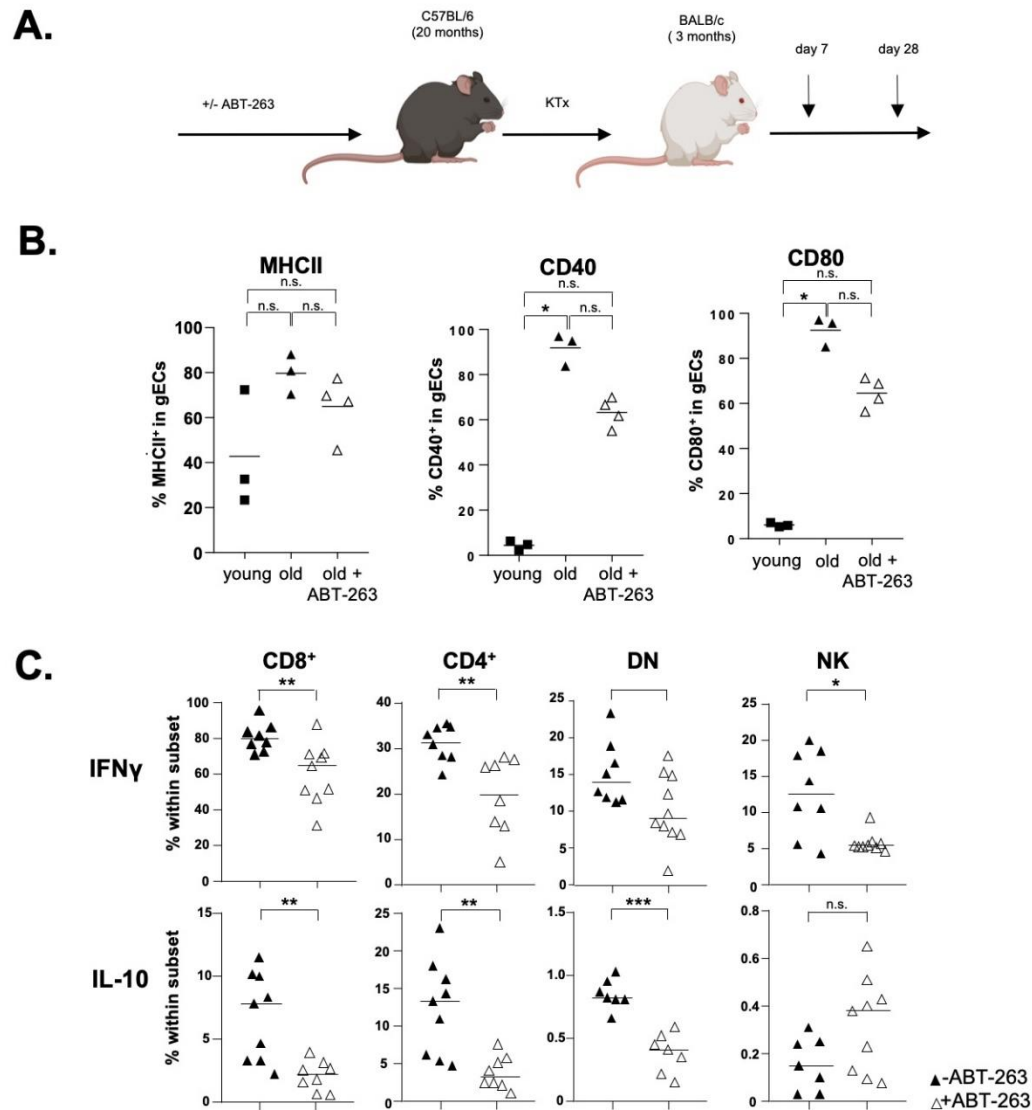 A.
C57BL/6
(20 months)
BALB/c
( 3 months)
day 7
day 28
+/- ABT-263
KTx
B.
MHCII
n.s.
n.s.
n.s.
% MHCII⁺ in gECs
100
80
60
40
20
0
young
old
old +
ABT-263
CD40
n.s.
*
n.s.
% CD40⁺ in gECs
100
80
60
40
20
0
young
old
old +
ABT-263
CD80
n.s.
*
n.s.
% CD80⁺ in gECs
100
80
60
40
20
0
young
old
old +
ABT-263
C.
CD8⁺
CD4⁺
DN
NK
IFNγ
% within subset
**
100
80
60
40
20
0
**
40
30
20
10
0
25
20
15
10
5
0
*
25
20
15
10
5
0
IL-10
% within subset
**
15
10
5
0
**
25
20
15
10
5
0
***
1.5
1.0
0.5
0.0
n.s.
0.8
0.6
0.4
0.2
0
▲-ABT-263
△+ABT-263